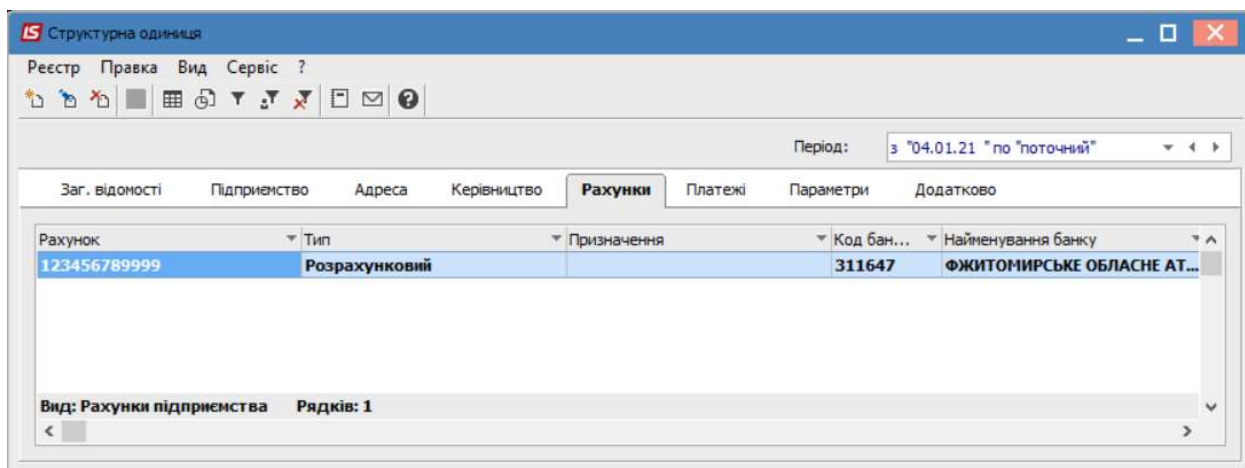 Структурна одиниця
Реєстр Правка Вид Сервіс ?
Період: з "04.01.21 " по "поточний"
Заг. відомості Підприємство Адреса Керівництво Рахунки Платежі Параметри Додатково
Рахунок Тип Призначення Код бан... Найменування банку
123456789999 Розрахунковий 311647 ФЖИТОМИРСЬКЕ ОБЛАСНЕ АТ...
Вид: Рахунки підприємства Рядків: 1